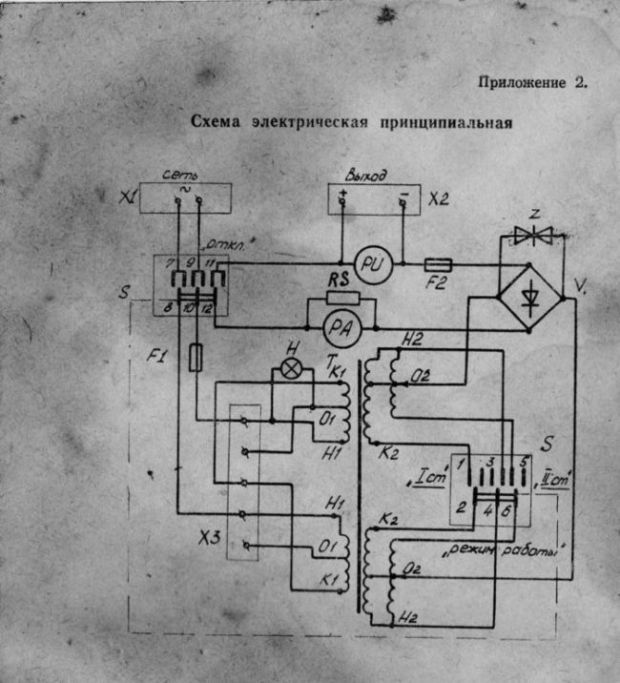 Приложение 2.
Схема электрическая принципиальная
сеть
Выход
X1
~
+
−
X2
Z
„откл."
7 9 11
PU
F2
V
S
RS
8 10 12
PA
F1
H
T
H2
K1
O2
O1
H1
K2
S
1 3 5
„I ст"
„II ст"
2 4 6
H1
K2
X3
O1
„режим работы"
O2
K1
H2